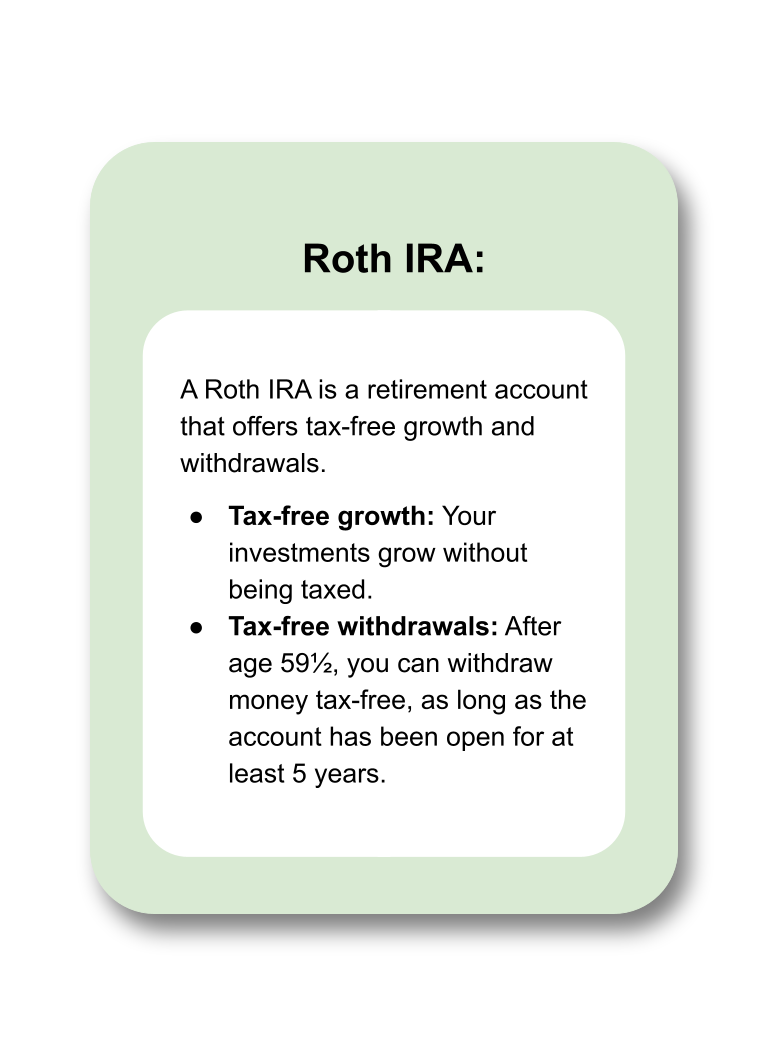 Roth IRA:
A Roth IRA is a retirement account
that offers tax-free growth and
withdrawals.
● Tax-free growth: Your
investments grow without
being taxed.
● Tax-free withdrawals: After
age 59½, you can withdraw
money tax-free, as long as the
account has been open for at
least 5 years.